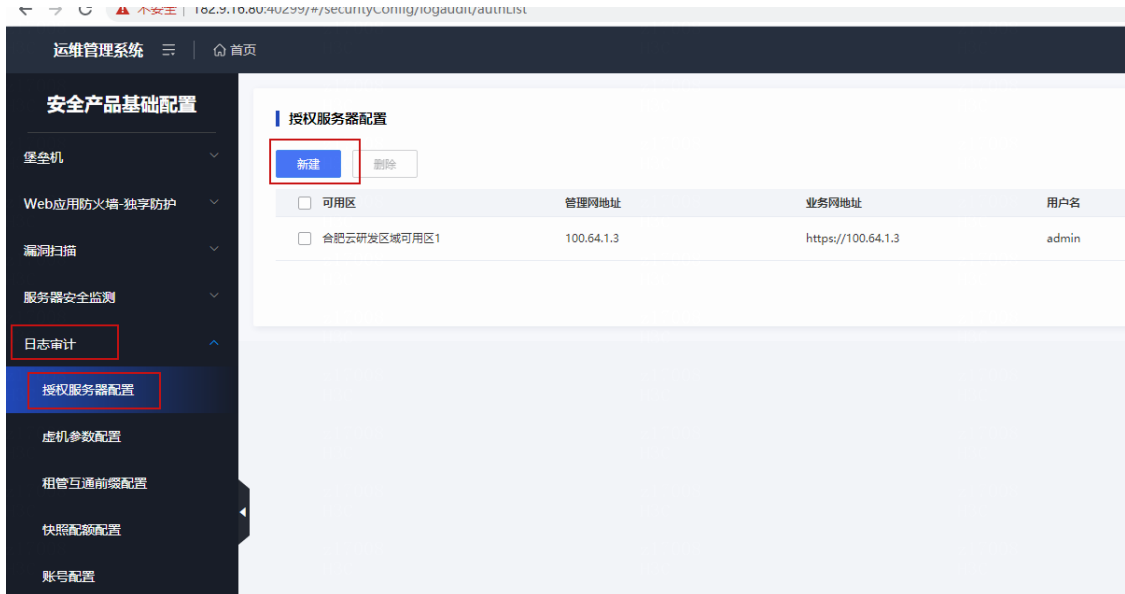 不安全 | 182.9.16.80:40299/#/securityConfig/logaudit/authList
运维管理系统 首页
安全产品基础配置
堡垒机
Web应用防火墙-独享防护
漏洞扫描
服务器安全监测
日志审计
授权服务器配置
虚机参数配置
租管互通前缀配置
快照配额配置
账号配置
授权服务器配置
新建 删除
可用区 管理网地址 业务网地址 用户名
合肥云研发区域可用区1 100.64.1.3 https://100.64.1.3 admin